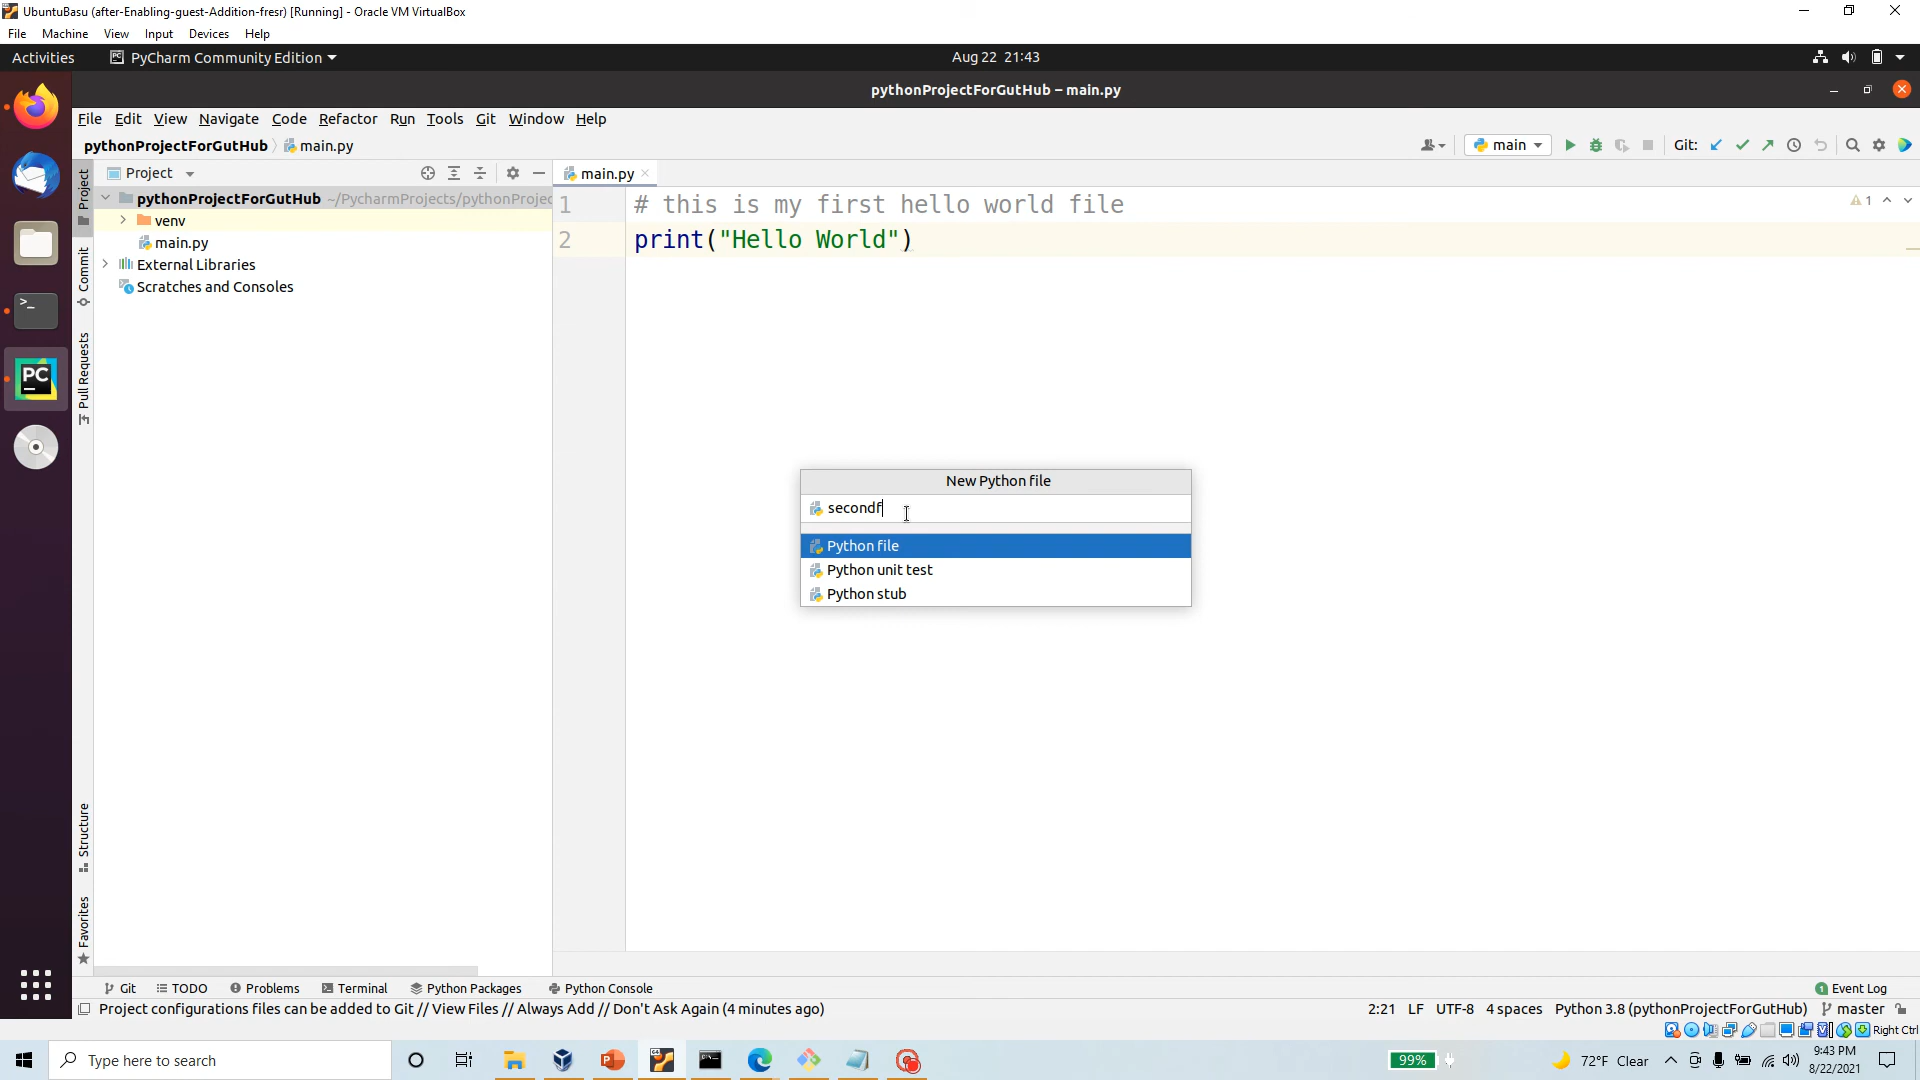 UbuntuBasu (after-Enabling-guest-Addition-fresr) [Running] - Oracle VM VirtualBox
File Machine View Input Devices Help
Activities PyCharm Community Edition Aug 22 21:43
pythonProjectForGutHub – main.py
File Edit View Navigate Code Refactor Run Tools Git Window Help
pythonProjectForGutHub main.py main Git:
Project main.py
pythonProjectForGutHub ~/PycharmProjects/pythonProjec
venv
main.py
External Libraries
Scratches and Consoles
Project
Commit
Pull Requests
Structure
Favorites
1 # this is my first hello world file
2 print("Hello World")
1
New Python file
secondf
Python file
Python unit test
Python stub
Git TODO Problems Terminal Python Packages Python Console 1 Event Log
Project configurations files can be added to Git // View Files // Always Add // Don't Ask Again (4 minutes ago) 2:21 LF UTF-8 4 spaces Python 3.8 (pythonProjectForGutHub) master
Right Ctrl
Type here to search 99% 72°F Clear 9:43 PM
8/22/2021